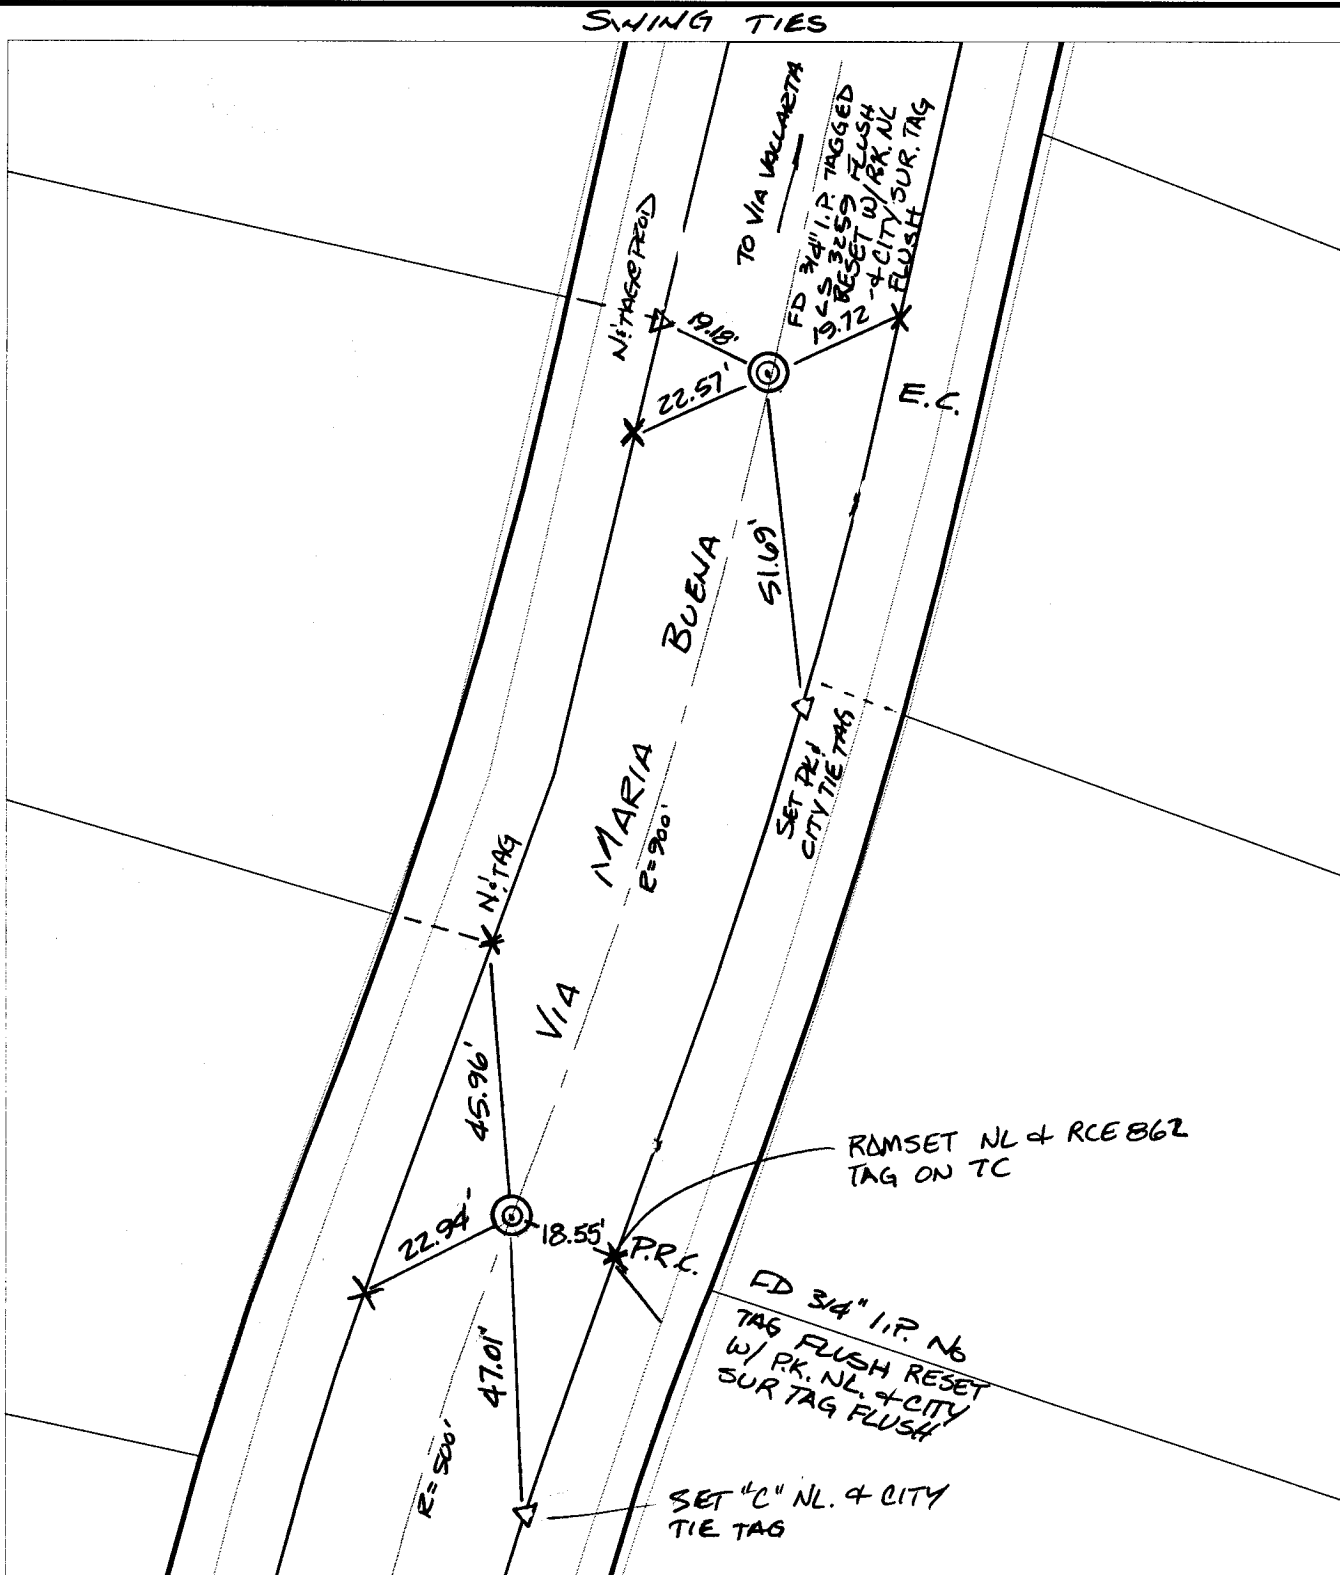 SWING TIES
TO VIA VALLARTA
FD 3/4" I.P. TAGGED
LS 3259 FLUSH
RESET W/ P.K. NL
& CITY SUR. TAG
FLUSH
19.18'
19.72
22.57'
E.C.
51.69'
SET PK &
CITY TIE TAG
VIA MARIA BUENA
R=900'
N & TAG
45.96'
RAMSET NL & RCE 862
TAG ON TC
22.94'
18.55'
P.R.C.
FD 3/4" I.P. NO
TAG FLUSH RESET
W/ P.K. NL. & CITY
SUR TAG FLUSH
47.01'
R=500'
SET "C" NL. & CITY
TIE TAG